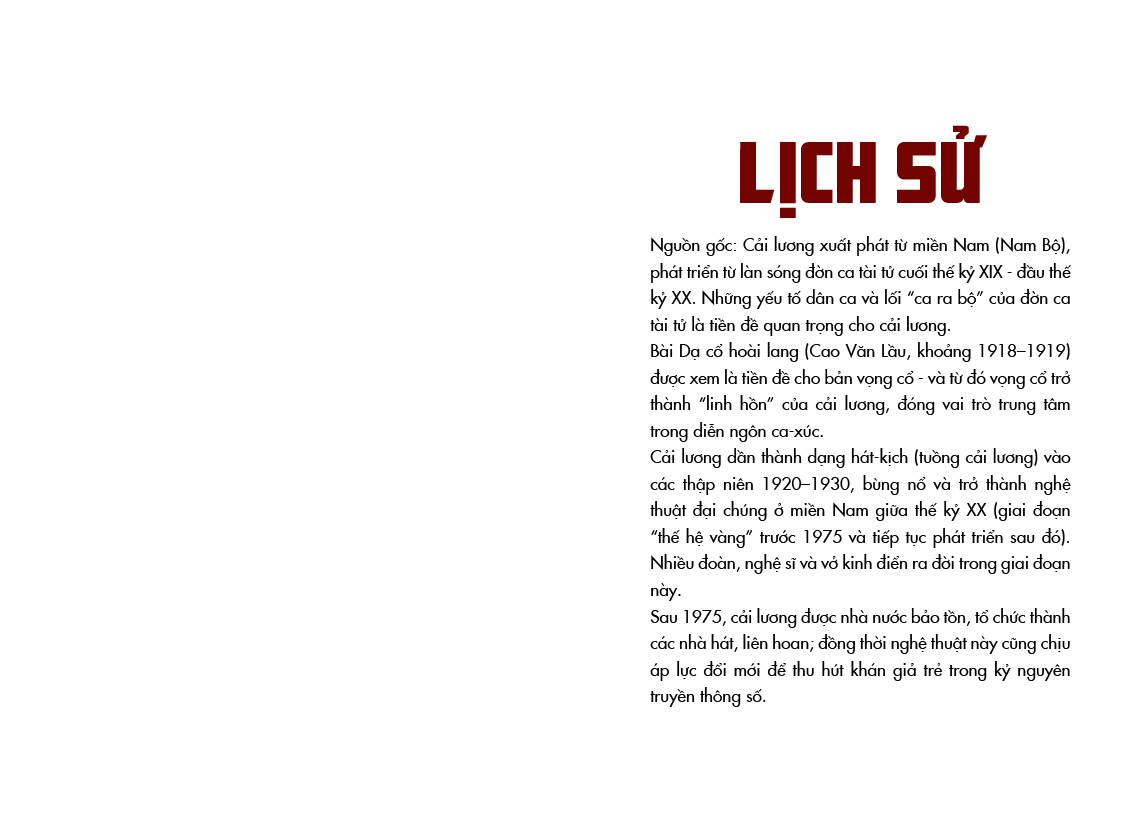 LỊCH SỬ
Nguồn gốc: Cải lương xuất phát từ miền Nam (Nam Bộ),
phát triển từ làn sóng đờn ca tài tử cuối thế kỷ XIX - đầu thế
kỷ XX. Những yếu tố dân ca và lối “ca ra bộ” của đờn ca
tài tử là tiền đề quan trọng cho cải lương.
Bài Dạ cổ hoài lang (Cao Văn Lầu, khoảng 1918–1919)
được xem là tiền đề cho bản vọng cổ - và từ đó vọng cổ trở
thành “linh hồn” của cải lương, đóng vai trò trung tâm
trong diễn ngôn ca-xúc.
Cải lương dần thành dạng hát-kịch (tuồng cải lương) vào
các thập niên 1920–1930, bùng nổ và trở thành nghệ
thuật đại chúng ở miền Nam giữa thế kỷ XX (giai đoạn
“thế hệ vàng” trước 1975 và tiếp tục phát triển sau đó).
Nhiều đoàn, nghệ sĩ và vở kinh điển ra đời trong giai đoạn
này.
Sau 1975, cải lương được nhà nước bảo tồn, tổ chức thành
các nhà hát, liên hoan; đồng thời nghệ thuật này cũng chịu
áp lực đổi mới để thu hút khán giả trẻ trong kỷ nguyên
truyền thông số.